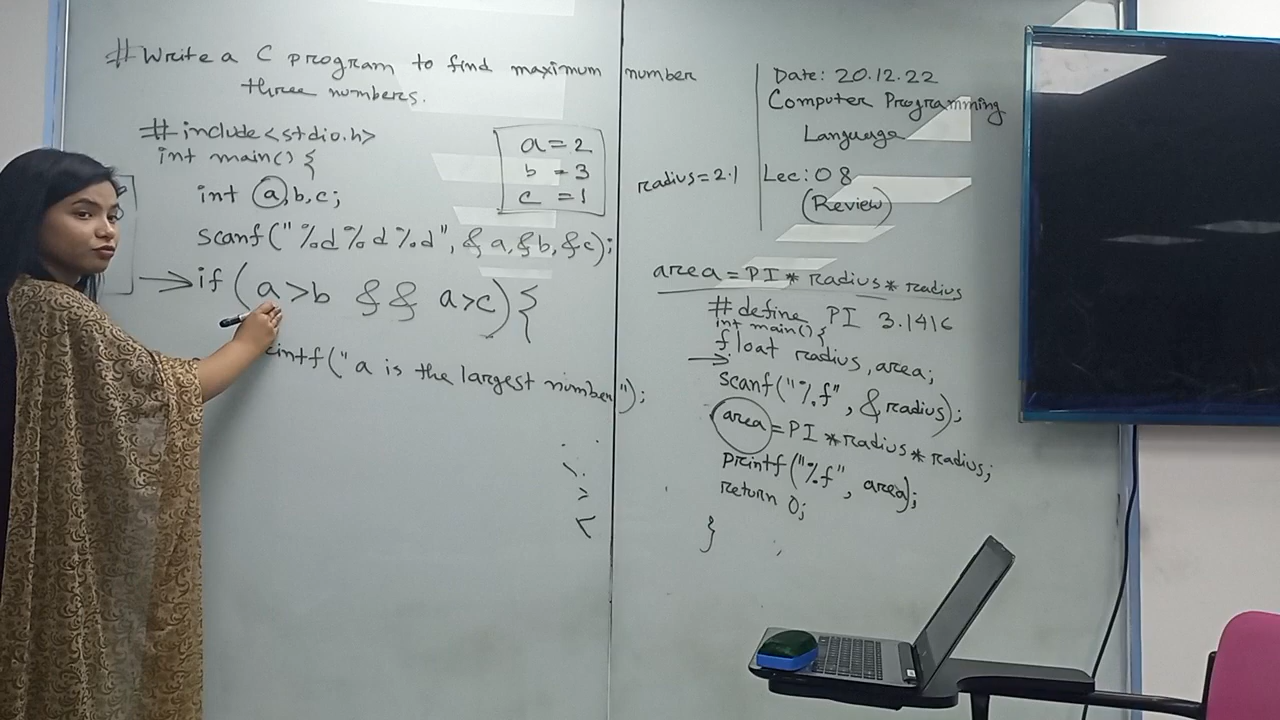 # Write a C program to find maximum number
three numbers.
# include<stdio.h>
int main() {
int a, b, c;
scanf("%d%d%d", &a, &b, &c);
if (a>b && a>c) {
printf("a is the largest number");
a = 2
b = 3
c = 1
>
<
Date: 20.12.22
Computer Programming
Language
Lec: 08
(Review)
radius=2.1
area = PI * radius * radius
# define PI 3.1416
int main() {
float radius, area;
scanf("%f", &radius);
area = PI * radius * radius;
printf("%f", area);
return 0;
}